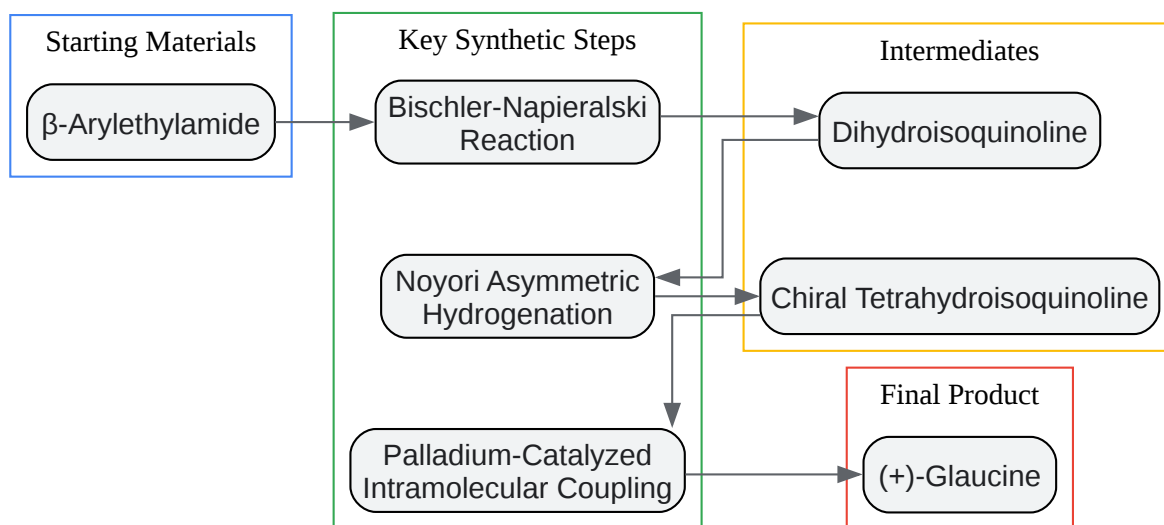 Starting Materials
β-Arylethylamide
Key Synthetic Steps
Bischler-Napieralski
Reaction
Noyori Asymmetric
Hydrogenation
Palladium-Catalyzed
Intramolecular Coupling
Intermediates
Dihydroisoquinoline
Chiral Tetrahydroisoquinoline
Final Product
(+)-Glaucine